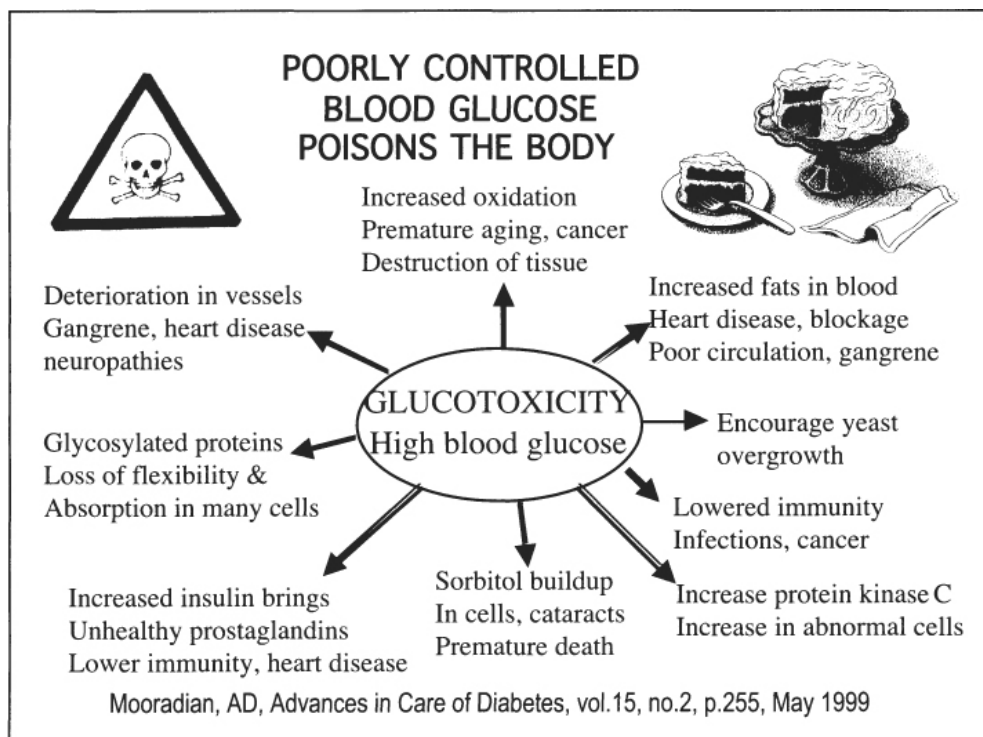 POORLY CONTROLLED
BLOOD GLUCOSE
POISONS THE BODY
Increased oxidation
Premature aging, cancer
Destruction of tissue
Deterioration in vessels
Gangrene, heart disease
neuropathies
Increased fats in blood
Heart disease, blockage
Poor circulation, gangrene
GLUCOTOXICITY
High blood glucose
Encourage yeast
overgrowth
Glycosylated proteins
Loss of flexibility &
Absorption in many cells
Lowered immunity
Infections, cancer
Increased insulin brings
Unhealthy prostaglandins
Lower immunity, heart disease
Sorbitol buildup
In cells, cataracts
Premature death
Increase protein kinase C
Increase in abnormal cells
Mooradian, AD, Advances in Care of Diabetes, vol.15, no.2, p.255, May 1999